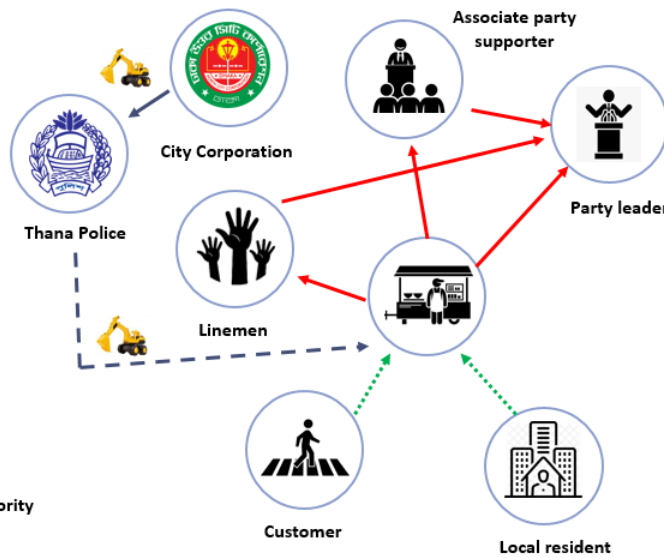 Associate party
supporter
City Corporation
Party leader
Thana Police
Linemen
ority
Customer
Local resident